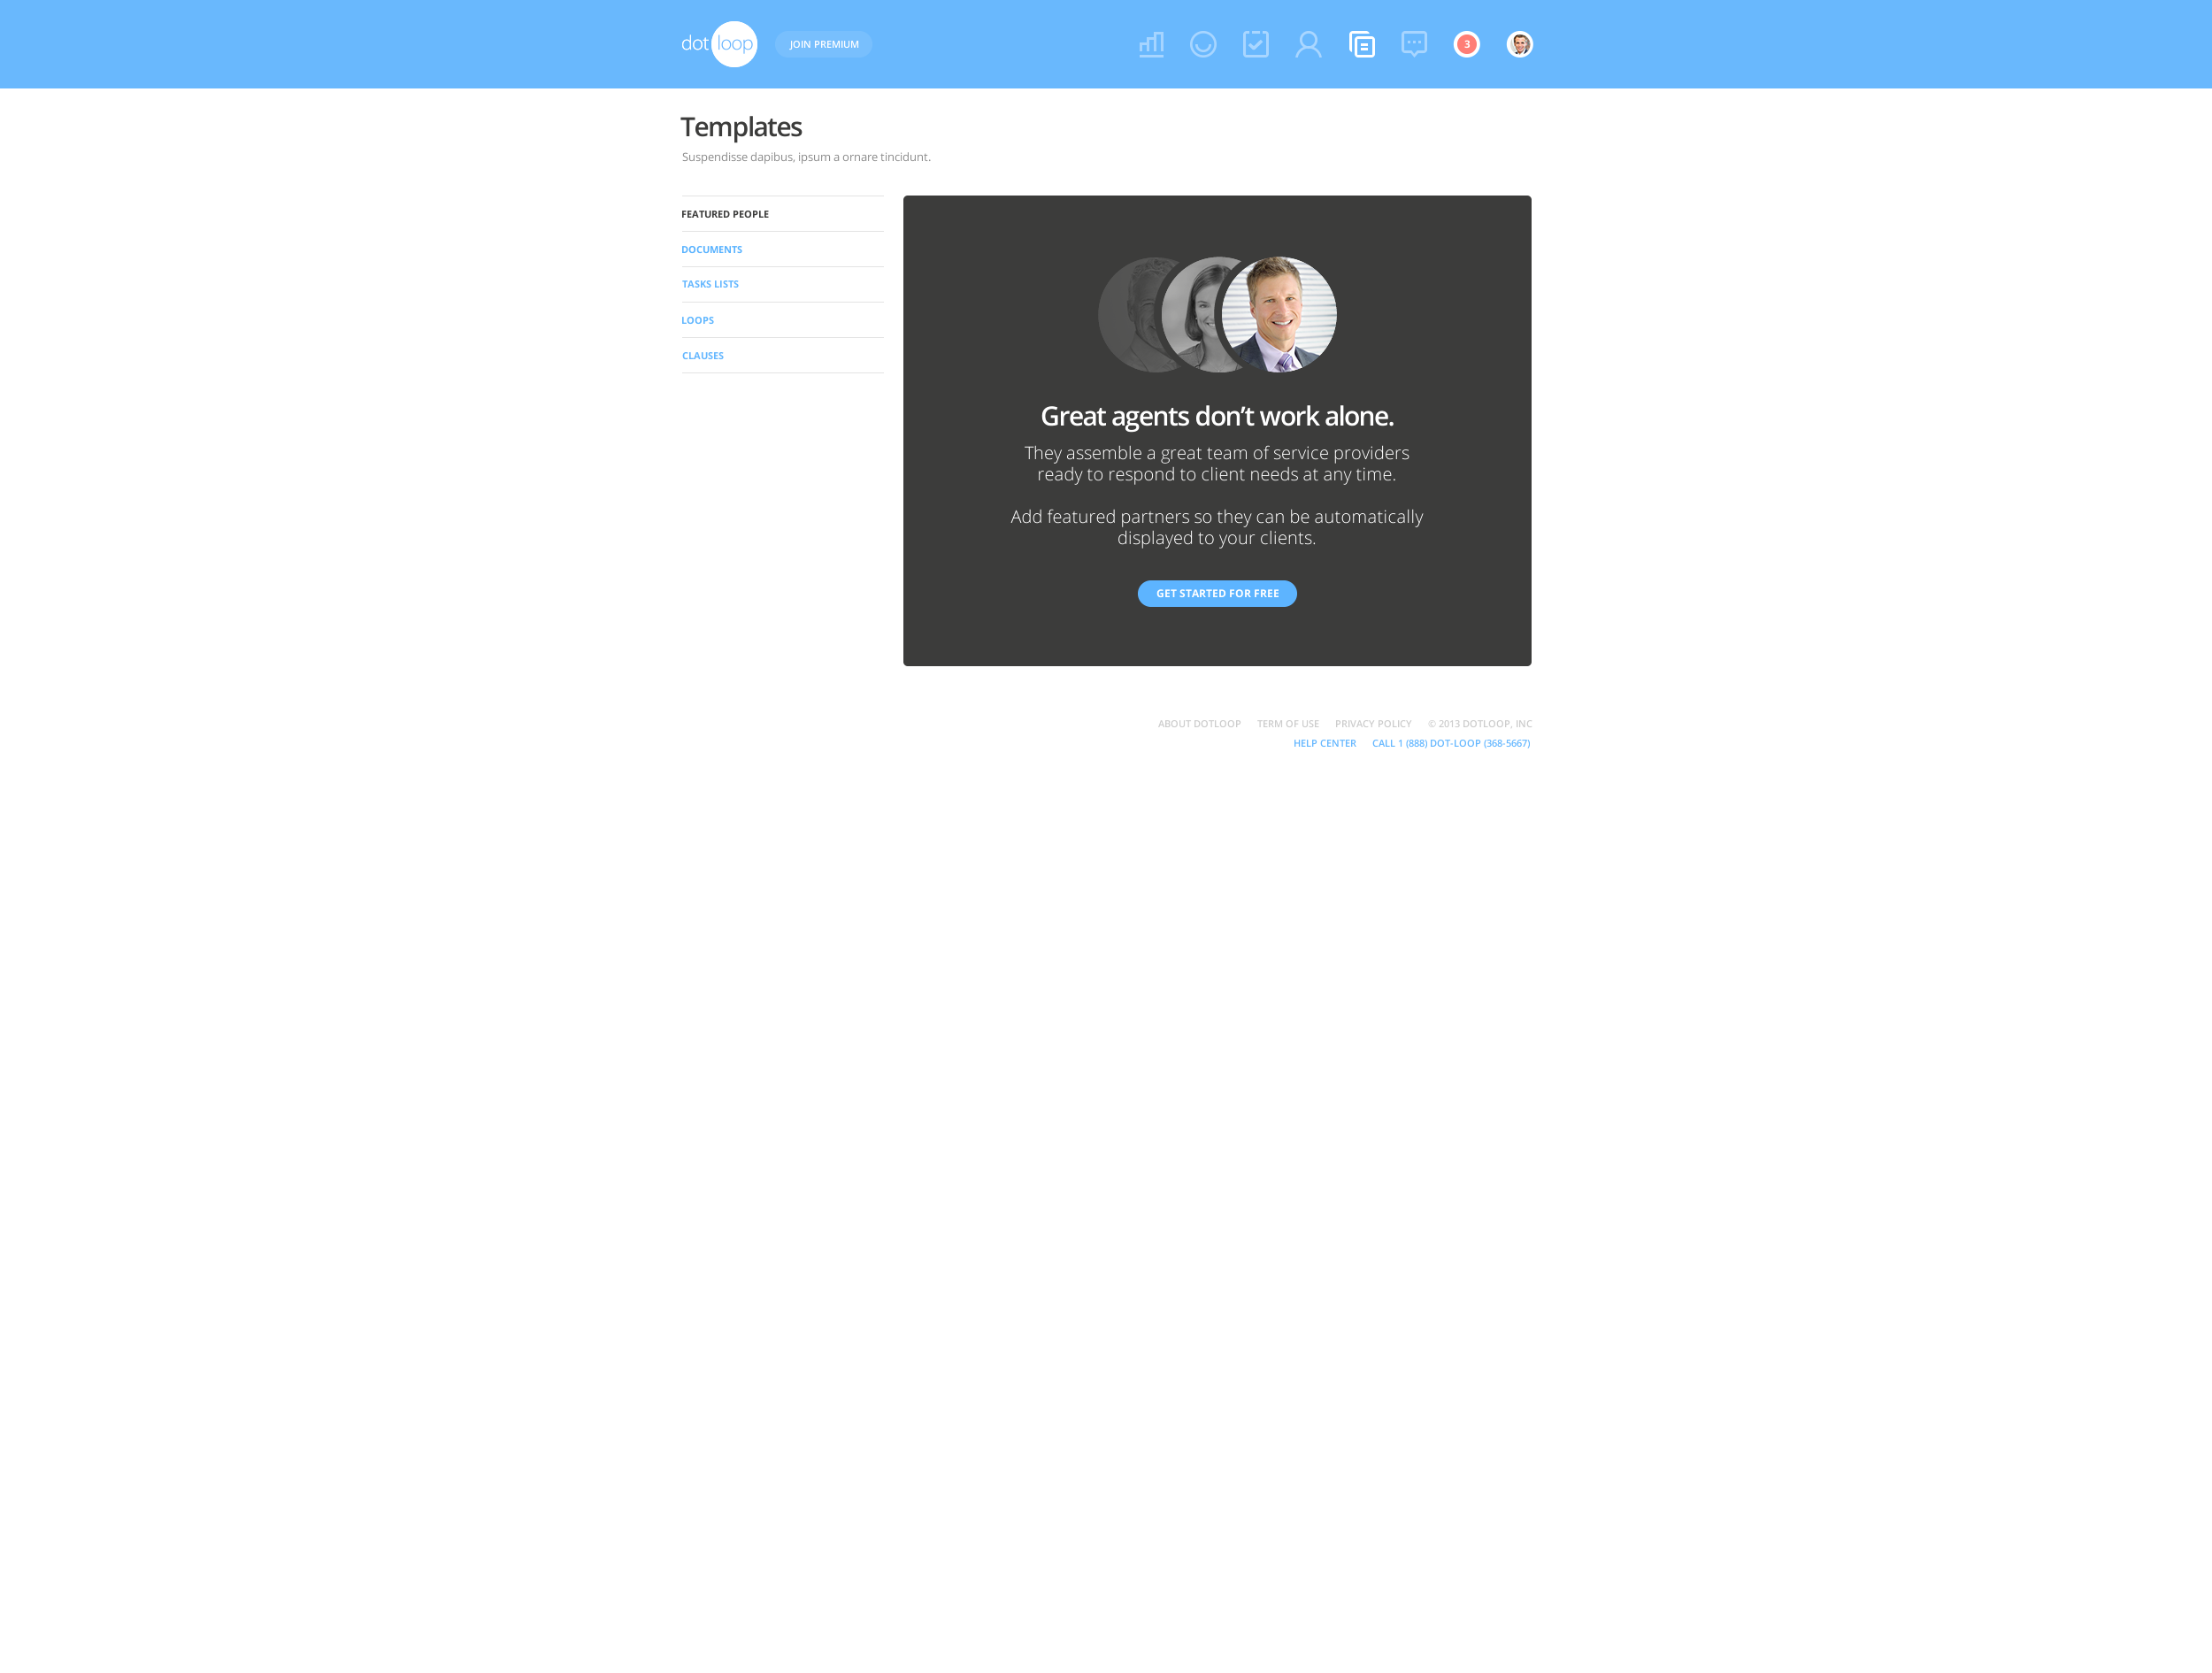 dot loop
JOIN PREMIUM
3
Templates
Suspendisse dapibus, ipsum a ornare tincidunt.
FEATURED PEOPLE
DOCUMENTS
TASKS LISTS
LOOPS
CLAUSES
Great agents don’t work alone.
They assemble a great team of service providers
ready to respond to client needs at any time.
Add featured partners so they can be automatically
displayed to your clients.
GET STARTED FOR FREE
ABOUT DOTLOOP TERM OF USE PRIVACY POLICY © 2013 DOTLOOP, INC
HELP CENTER CALL 1 (888) DOT-LOOP (368-5667)